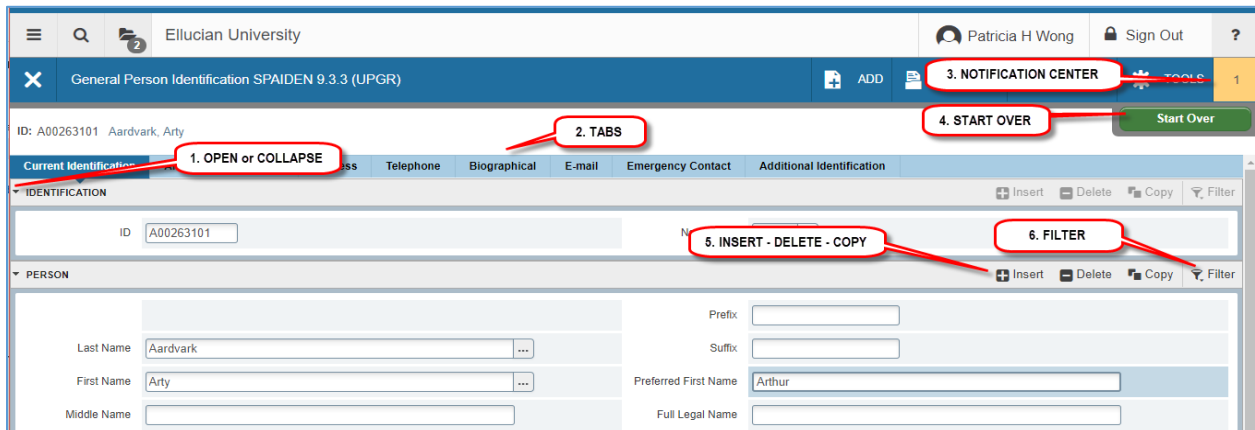 2 Ellucian University Patricia H Wong Sign Out ?
General Person Identification SPAIDEN 9.3.3 (UPGR) ADD 3. NOTIFICATION CENTER TOOLS 1
ID: A00263101 Aardvark, Arty 2. TABS 4. START OVER Start Over
Current Identification 1. OPEN or COLLAPSE Telephone Biographical E-mail Emergency Contact Additional Identification
IDENTIFICATION Insert Delete Copy Filter
ID A00263101 5. INSERT - DELETE - COPY 6. FILTER
PERSON Insert Delete Copy Filter
Prefix
Last Name Aardvark ... Suffix
First Name Arty ... Preferred First Name Arthur
Middle Name Full Legal Name